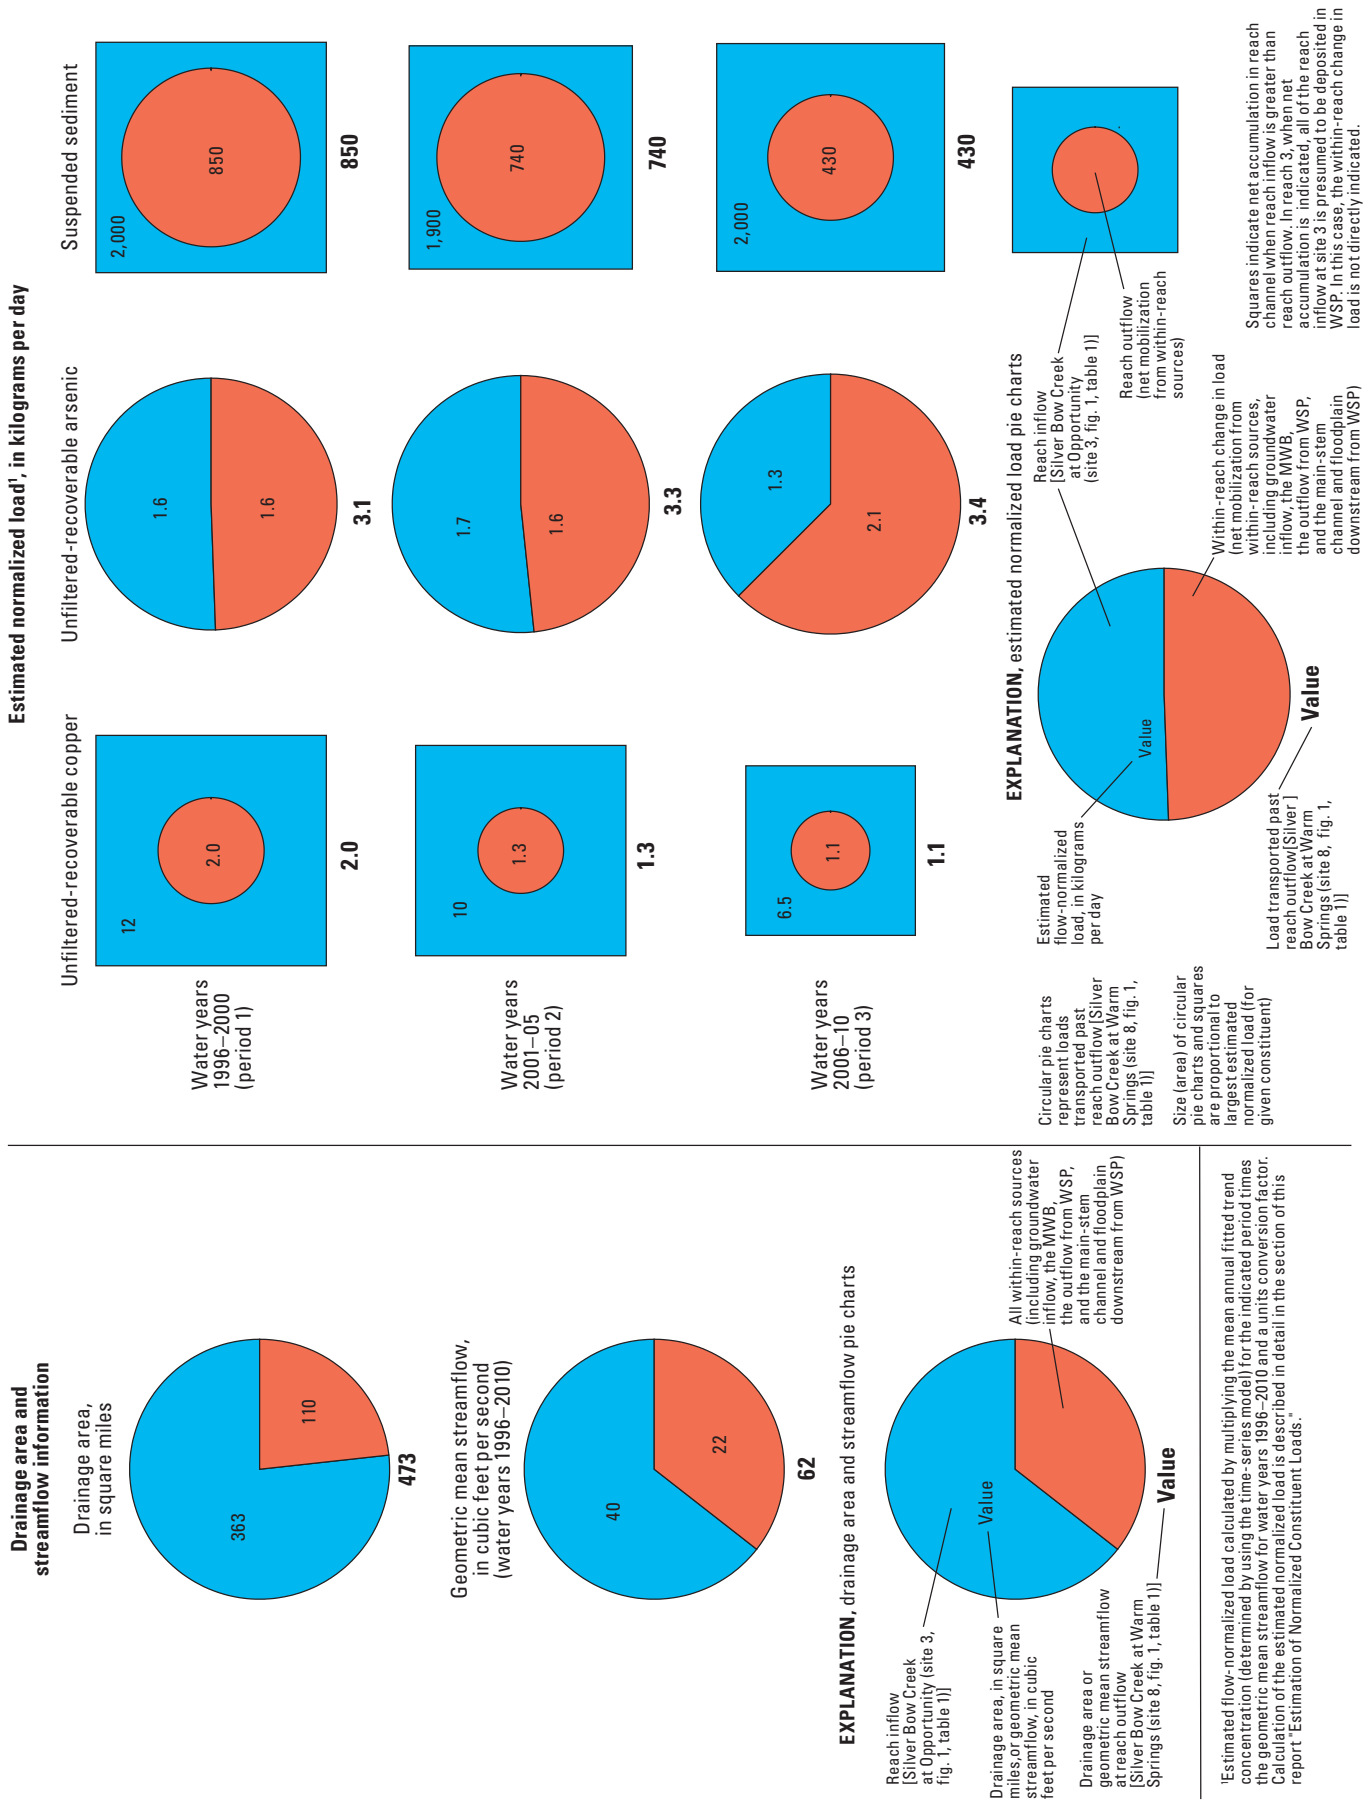 Drainage area and
streamflow information
Drainage area,
in square miles
363
110
473
Geometric mean streamflow,
in cubic feet per second
(water years 1996–2010)
40
22
62
EXPLANATION, drainage area and streamflow pie charts
Reach inflow
[Silver Bow Creek
at Opportunity (site 3,
fig. 1, table 1)]
Drainage area, in square
miles,or geometric mean
streamflow, in cubic
feet per second
Drainage area or
geometric mean streamflow
at reach outflow
[Silver Bow Creek at Warm
Springs (site 8, fig. 1, table 1)]
Value
Value
All within-reach sources
(including groundwater
inflow, the MWB,
the outflow from WSP,
and the main-stem
channel and floodplain
downstream from WSP)
Estimated normalized load¹, in kilograms per day
Unfiltered-recoverable copper
Unfiltered-recoverable arsenic
Suspended sediment
Water years
1996–2000
(period 1)
12
2.0
2.0
1.6
1.6
3.1
2,000
850
850
Water years
2001–05
(period 2)
10
1.3
1.3
1.7
1.6
3.3
1,900
740
740
Water years
2006–10
(period 3)
6.5
1.1
1.1
1.3
2.1
3.4
2,000
430
430
EXPLANATION, estimated normalized load pie charts
Circular pie charts
represent loads
transported past
reach outflow [Silver
Bow Creek at Warm
Springs (site 8, fig. 1,
table 1)]
Size (area) of circular
pie charts and squares
are proportional to
largest estimated
normalized load (for
given constituent)
Estimated
flow-normalized
load, in kilograms
per day
Value
Load transported past
reach outflow[Silver ]
Bow Creek at Warm
Springs (site 8, fig. 1,
table 1)]
Value
Reach inflow
[Silver Bow Creek
at Opportunity
(site 3, fig. 1, table 1)]
Reach outflow
(net mobilization
from within-reach
sources)
Within-reach change in load
(net mobilization from
within-reach sources,
including groundwater
inflow, the MWB,
the outflow from WSP,
and the main-stem
channel and floodplain
downstream from WSP)
Squares indicate net accumulation in reach
channel when reach inflow is greater than
reach outflow. In reach 3, when net
accumulation is indicated, all of the reach
inflow at site 3 is presumed to be deposited in
WSP. In this case, the within-reach change in
load is not directly indicated.
¹Estimated flow-normalized load calculated by multiplying the mean annual fitted trend
concentration (determined by using the time-series model) for the indicated period times
the geometric mean streamflow for water years 1996–2010 and a units conversion factor.
Calculation of the estimated normalized load is described in detail in the section of this
report "Estimation of Normalized Constituent Loads."